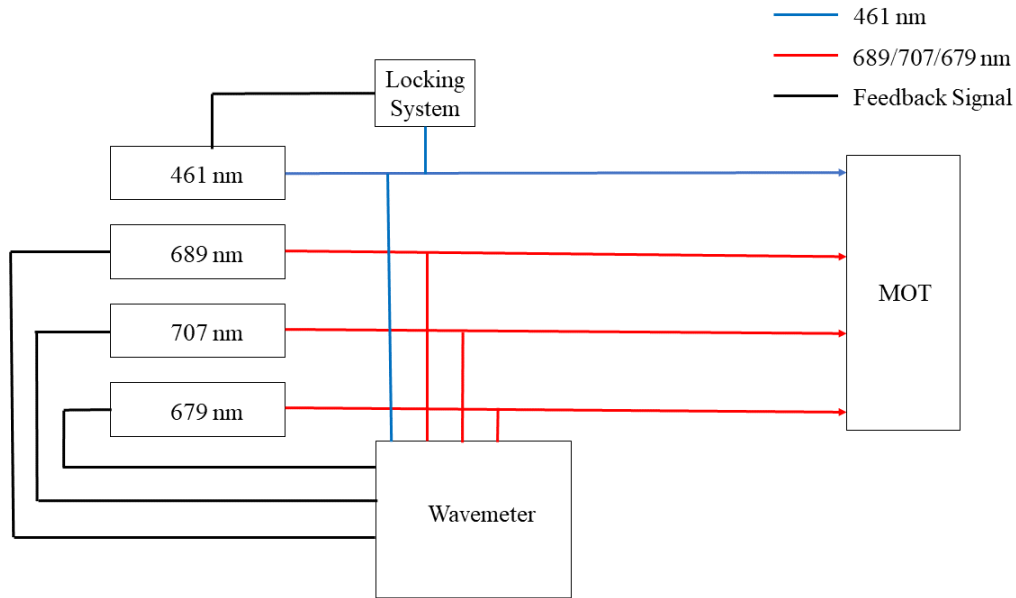 461 nm
689/707/679 nm
Feedback Signal
Locking
System
461 nm
689 nm
707 nm
679 nm
MOT
Wavemeter